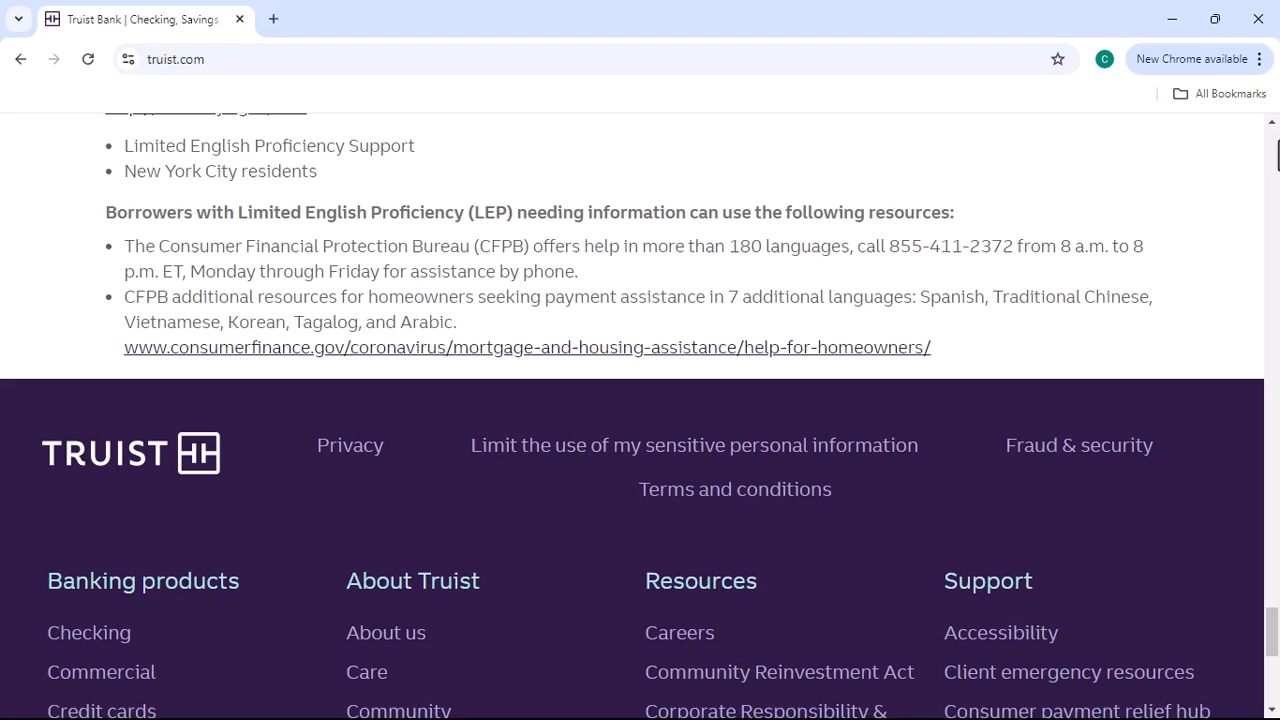 Truist Bank | Checking, Savings
truist.com
C
New Chrome available
All Bookmarks
• Limited English Proficiency Support
• New York City residents
Borrowers with Limited English Proficiency (LEP) needing information can use the following resources:
• The Consumer Financial Protection Bureau (CFPB) offers help in more than 180 languages, call 855-411-2372 from 8 a.m. to 8
p.m. ET, Monday through Friday for assistance by phone.
• CFPB additional resources for homeowners seeking payment assistance in 7 additional languages: Spanish, Traditional Chinese,
Vietnamese, Korean, Tagalog, and Arabic.
www.consumerfinance.gov/coronavirus/mortgage-and-housing-assistance/help-for-homeowners/
TRUIST
Privacy
Limit the use of my sensitive personal information
Fraud & security
Terms and conditions
Banking products
About Truist
Resources
Support
Checking
About us
Careers
Accessibility
Commercial
Care
Community Reinvestment Act
Client emergency resources
Credit cards
Community
Corporate Responsibility &
Consumer payment relief hub